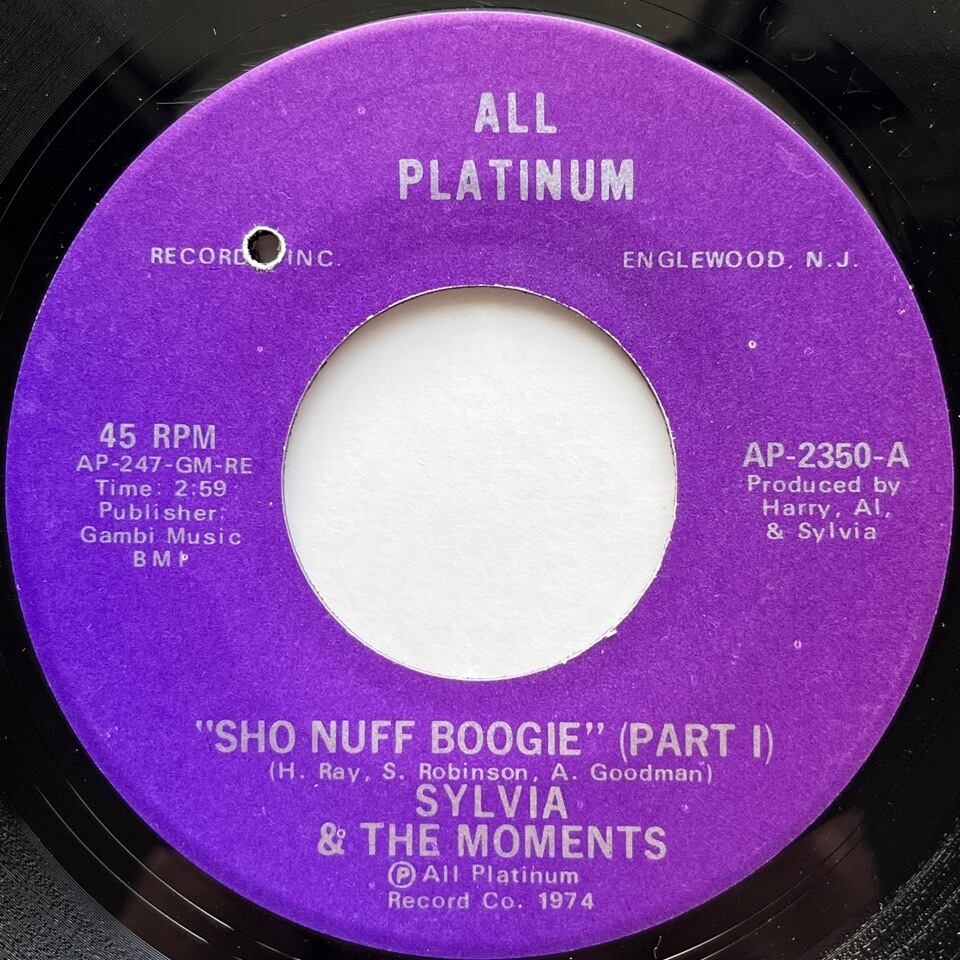 ALL
PLATINUM
RECORD INC.
ENGLEWOOD, N.J.
45 RPM
AP-247-GM-RE
Time: 2:59
Publisher:
Gambi Music
BMI
AP-2350-A
Produced by
Harry, Al,
& Sylvia
"SHO NUFF BOOGIE" (PART I)
(H. Ray, S. Robinson, A. Goodman)
SYLVIA
& THE MOMENTS
Ⓟ All Platinum
Record Co. 1974